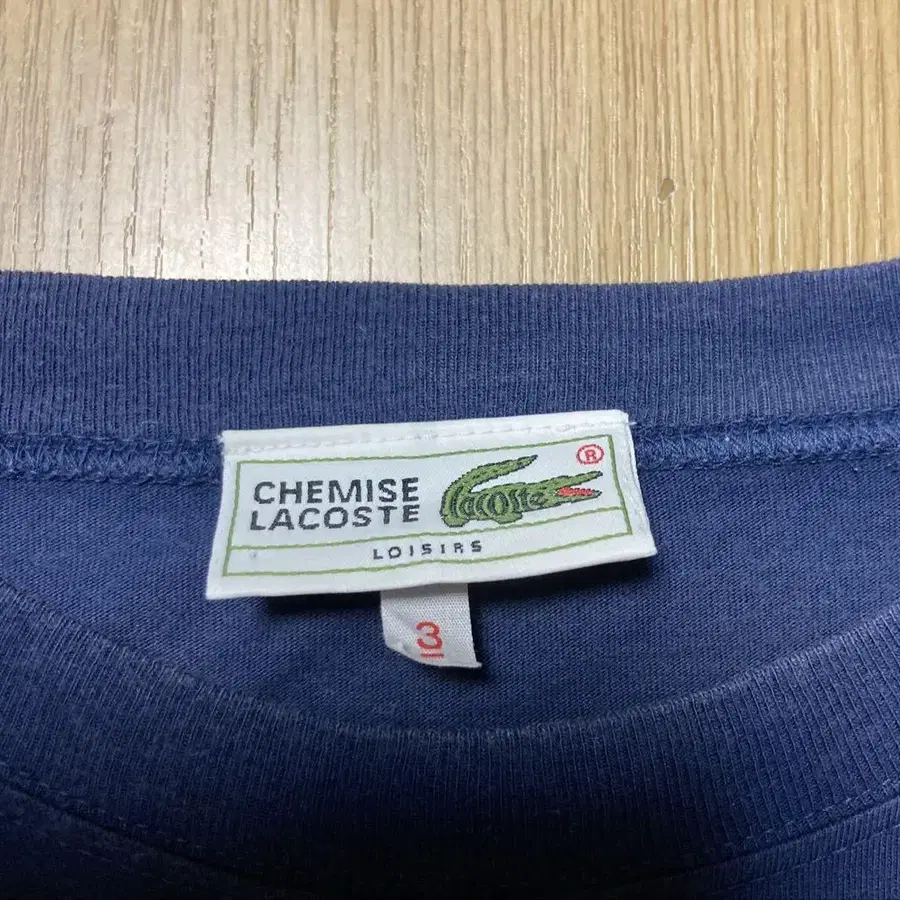 CHEMISE
LACOSTE
Lacoste
®
LOISIRS
3